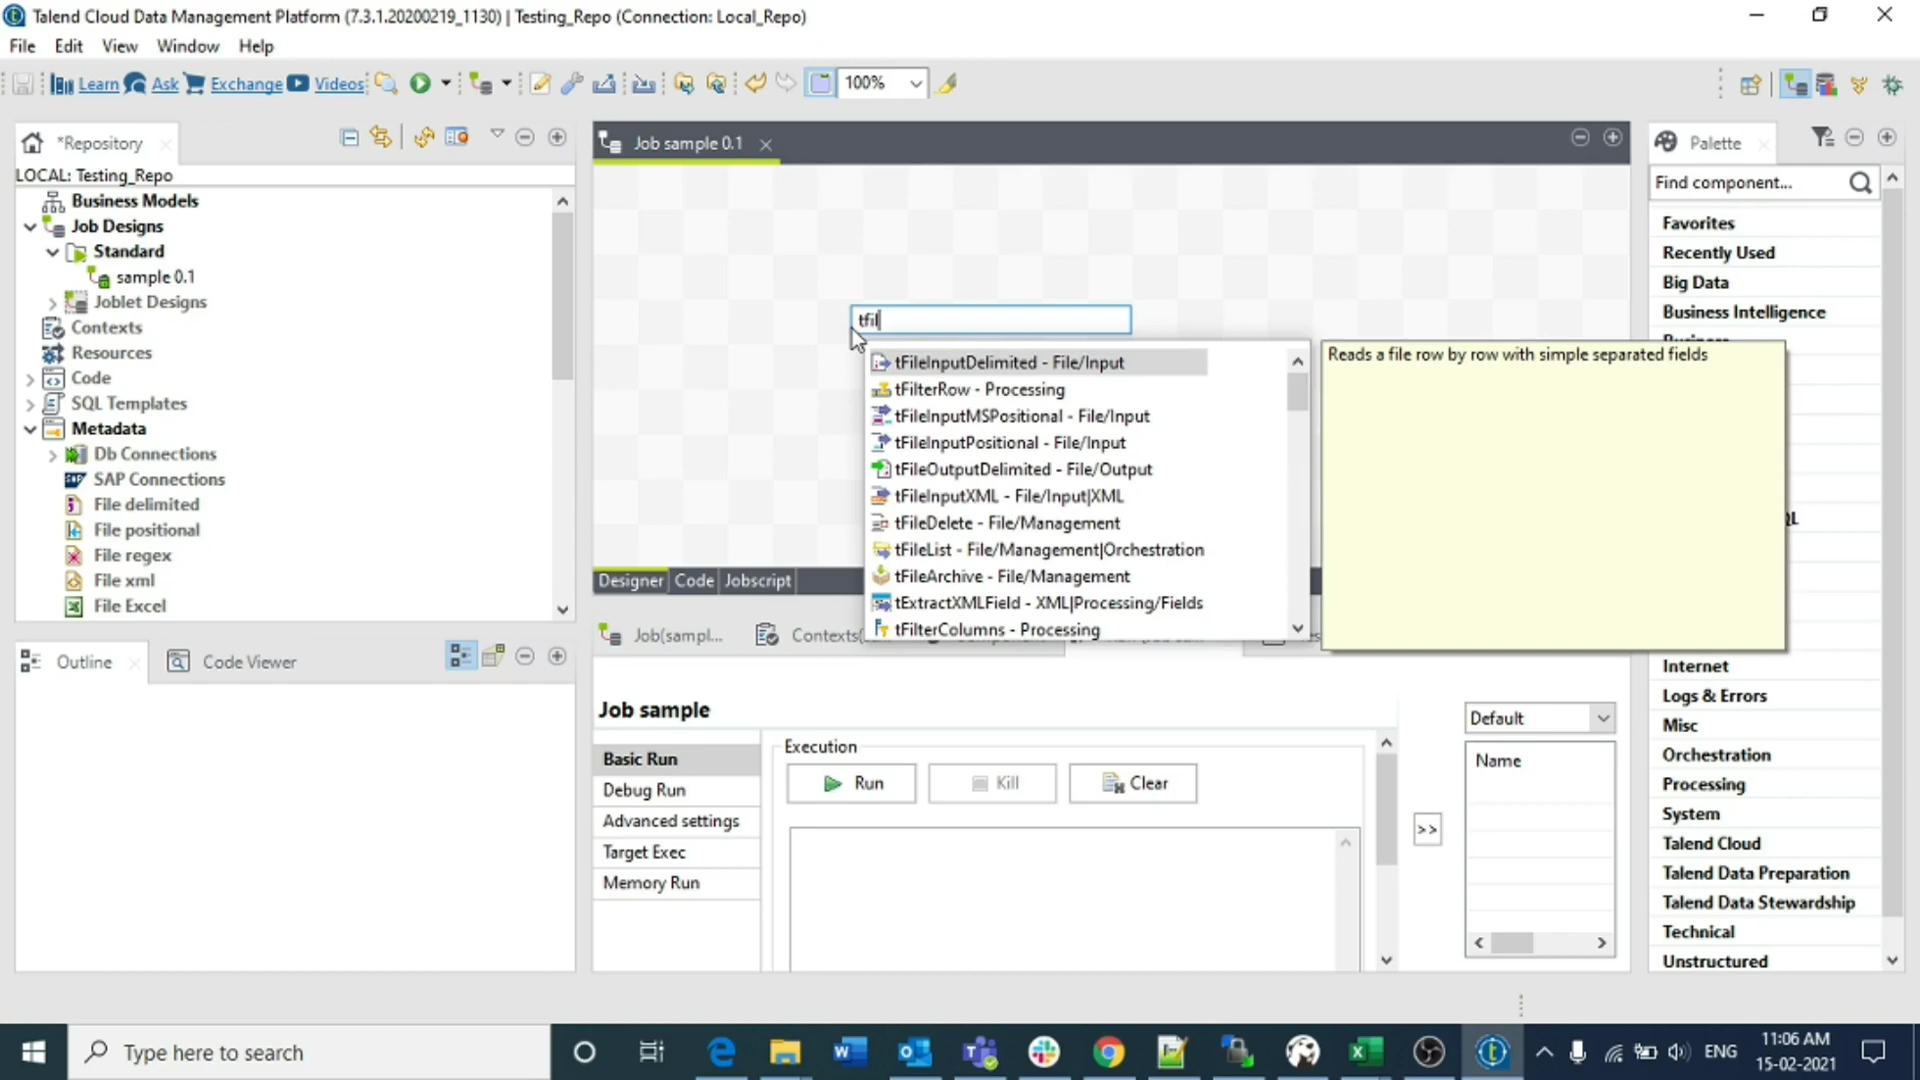 Talend Cloud Data Management Platform (7.3.1.20200219_1130) | Testing_Repo (Connection: Local_Repo)
File Edit View Window Help
Learn Ask Exchange Videos 100%
*Repository
LOCAL: Testing_Repo
Business Models
Job Designs
Standard
sample 0.1
Joblet Designs
Contexts
Resources
Code
SQL Templates
Metadata
Db Connections
SAP Connections
File delimited
File positional
File regex
File xml
File Excel
Outline
Code Viewer
Job sample 0.1
tfil
tFileInputDelimited - File/Input
tFilterRow - Processing
tFileInputMSPositional - File/Input
tFileInputPositional - File/Input
tFileOutputDelimited - File/Output
tFileInputXML - File/Input|XML
tFileDelete - File/Management
tFileList - File/Management|Orchestration
tFileArchive - File/Management
tExtractXMLField - XML|Processing/Fields
tFilterColumns - Processing
Reads a file row by row with simple separated fields
Designer Code Jobscript
Job(sampl...
Contexts(
Job sample
Basic Run
Debug Run
Advanced settings
Target Exec
Memory Run
Execution
Run
Kill
Clear
>>
Default
Name
Palette
Find component...
Favorites
Recently Used
Big Data
Business Intelligence
Internet
Logs & Errors
Misc
Orchestration
Processing
System
Talend Cloud
Talend Data Preparation
Talend Data Stewardship
Technical
Unstructured
Type here to search
ENG
11:06 AM
15-02-2021